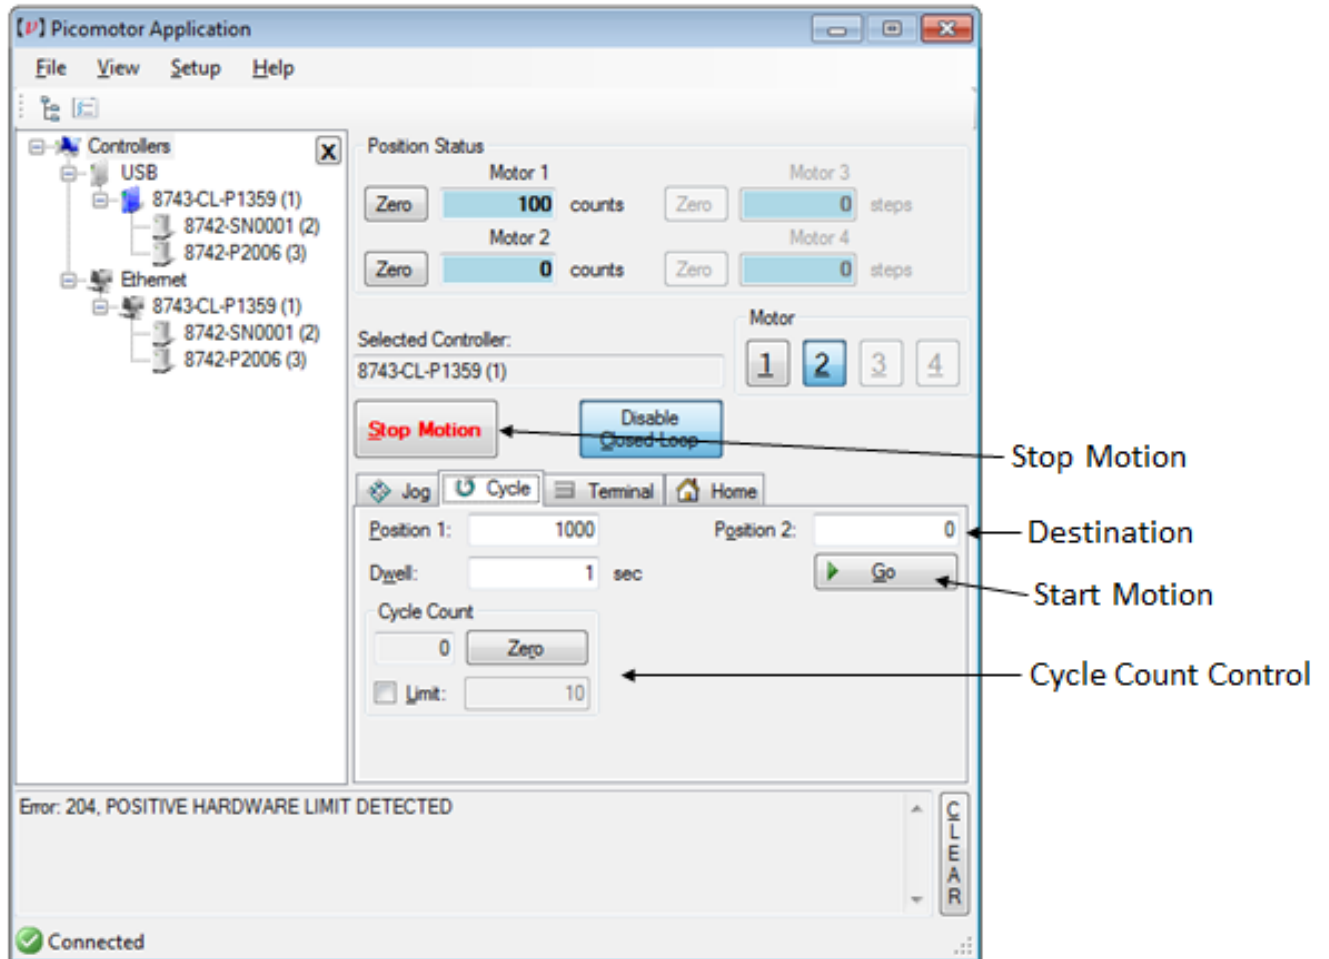 [ν] Picomotor Application
File View Setup Help
Controllers
X
USB
8743-CL-P1359 (1)
8742-SN0001 (2)
8742-P2006 (3)
Ethernet
8743-CL-P1359 (1)
8742-SN0001 (2)
8742-P2006 (3)
Position Status
Motor 1 Motor 3
Zero 100 counts Zero 0 steps
Motor 2 Motor 4
Zero 0 counts Zero 0 steps
Selected Controller:
8743-CL-P1359 (1)
Motor
1 2 3 4
Stop Motion
Disable
Closed-Loop
Stop Motion
Jog Cycle Terminal Home
Position 1: 1000 Position 2: 0
Destination
Dwell: 1 sec Go
Start Motion
Cycle Count
0 Zero
Limit: 10
Cycle Count Control
Error: 204, POSITIVE HARDWARE LIMIT DETECTED
CLEAR
Connected